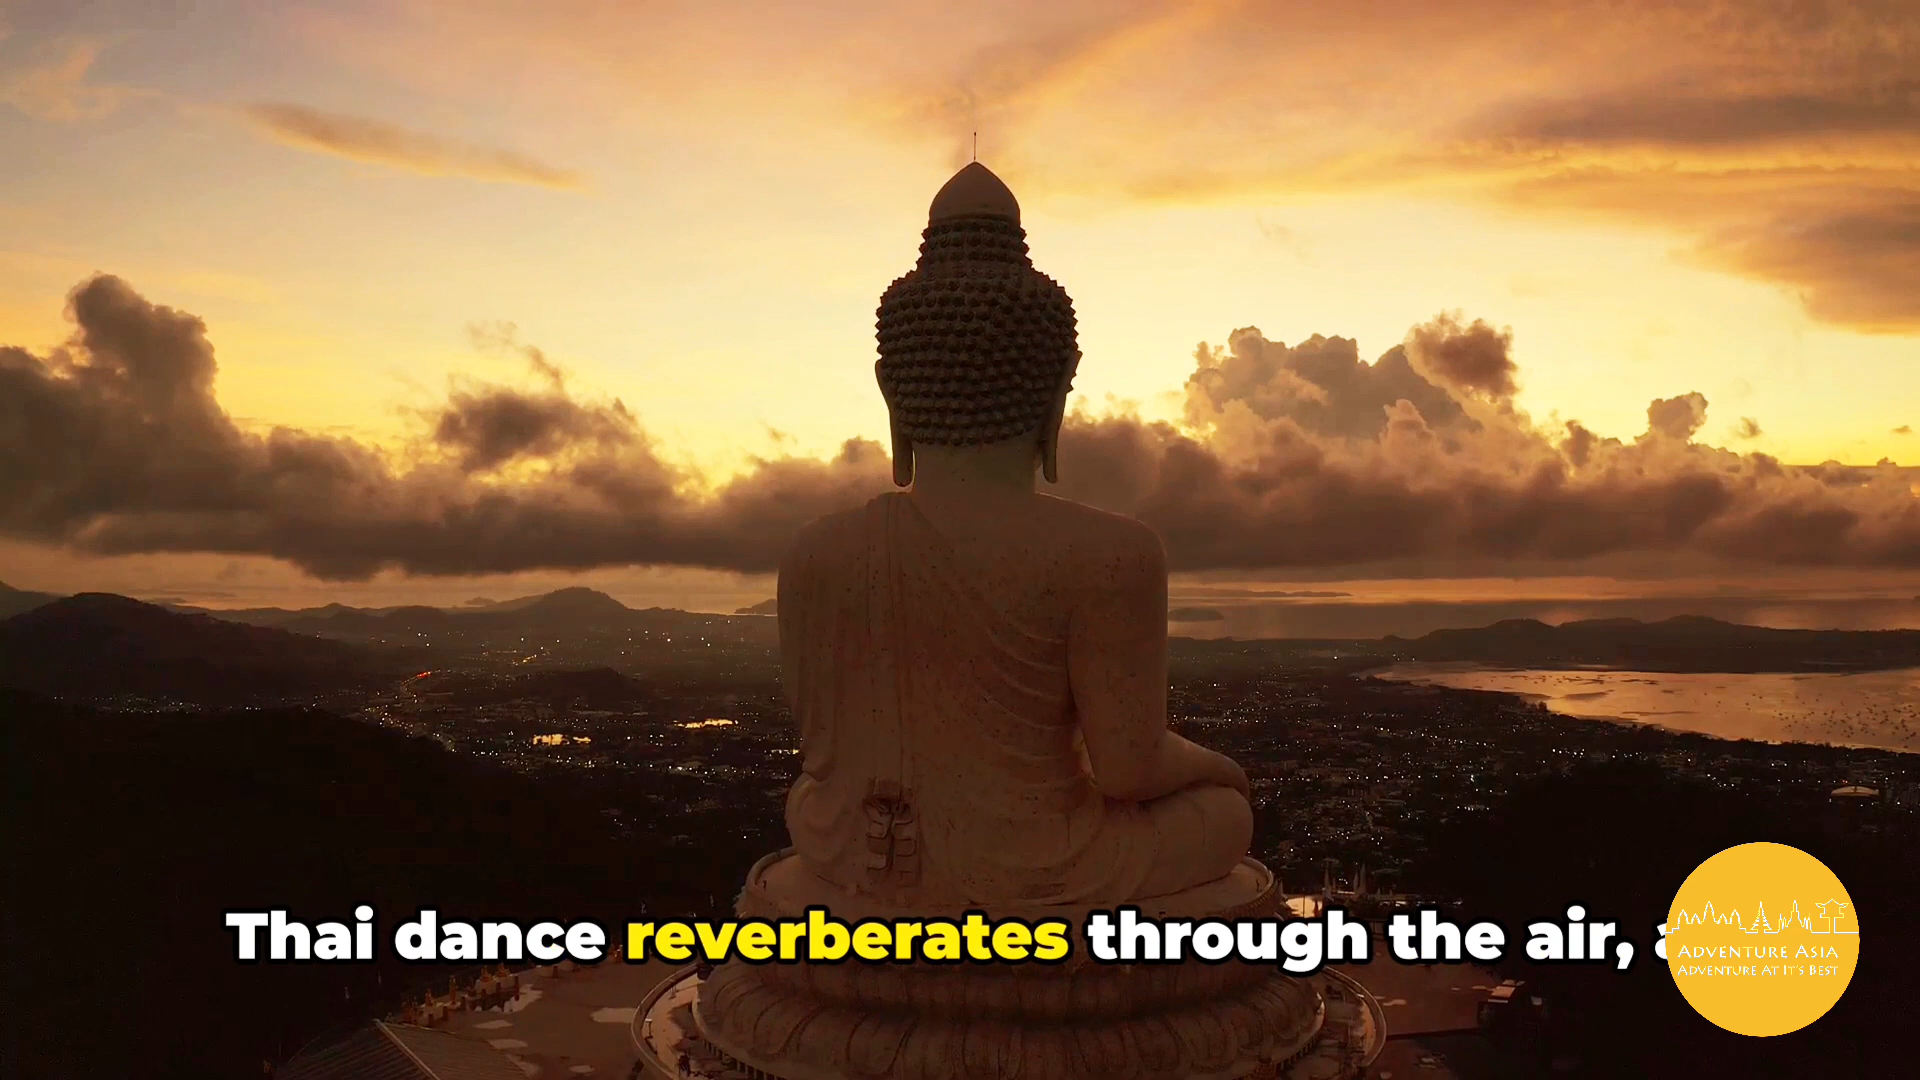 Thai dance reverberates through the air, a
ADVENTURE ASIA
ADVENTURE AT IT'S BEST